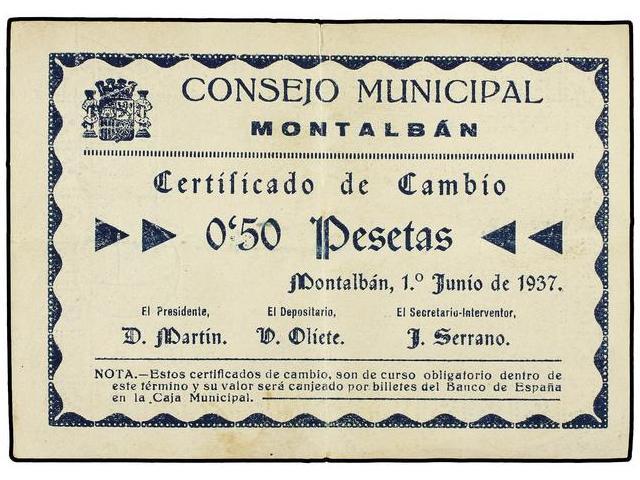 CONSEJO MUNICIPAL
MONTALBÁN
Certificado de Cambio
0'50 Pesetas
Montalbán, 1.º Junio de 1937.
El Presidente, El Depositario, El Secretario-Interventor,
D. Martín. V. Oliete. J. Serrano.
NOTA.—Estos certificados de cambio, son de curso obligatorio dentro de
este término y su valor será canjeado por billetes del Banco de España
en la Caja Municipal.